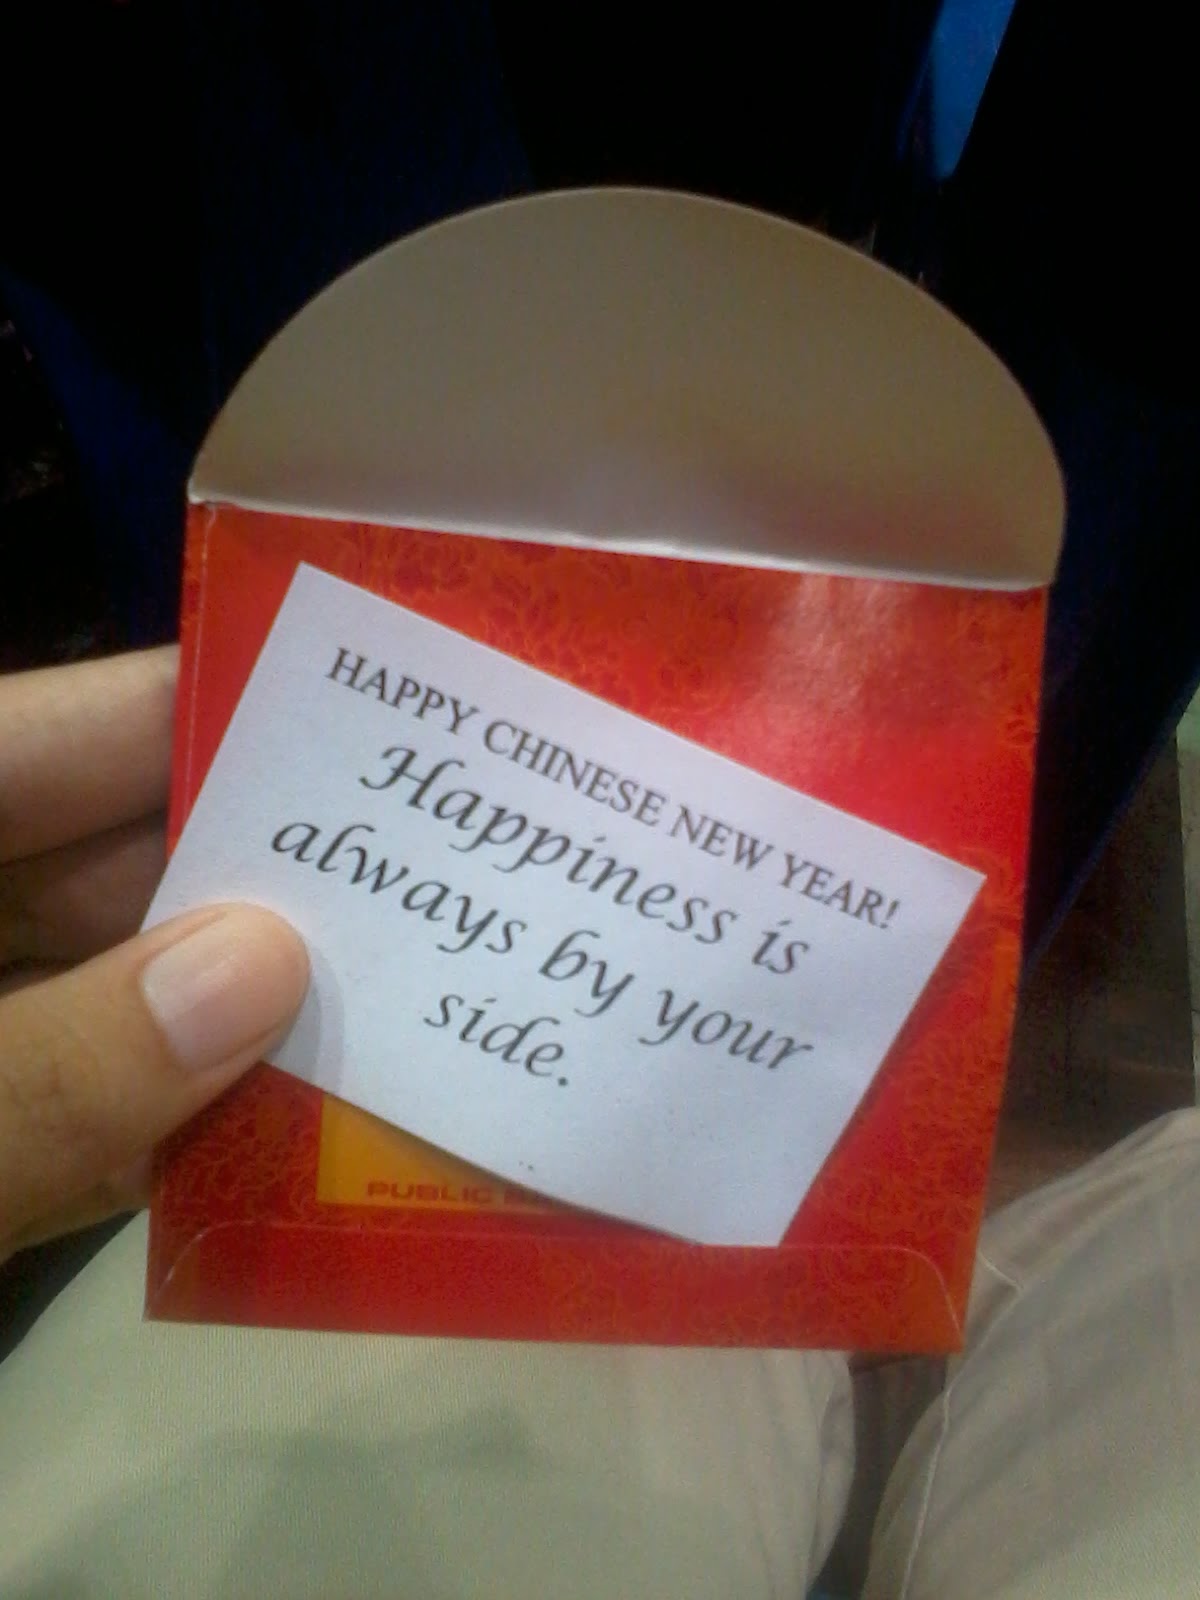 HAPPY CHINESE NEW YEAR!
Happiness is
always by your
side.
PUBLIC